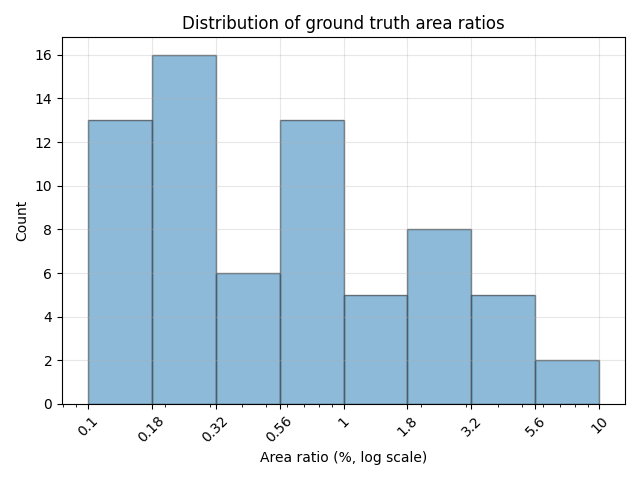 Distribution of ground truth area ratios
16
14
12
10
8
6
4
2
0
Count
0.1 0.18 0.32 0.56 1 1.8 3.2 5.6 10
Area ratio (%, log scale)